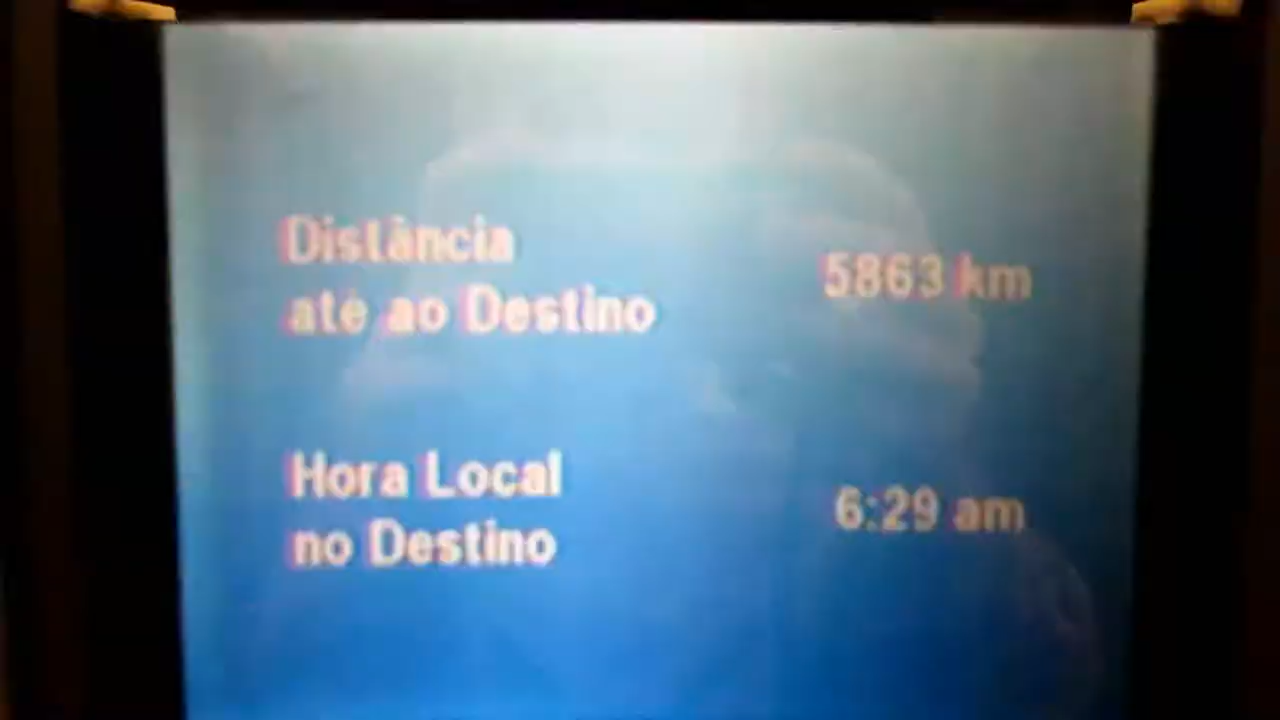 Distância
até ao Destino
5863 km
Hora Local
no Destino
6:29 am